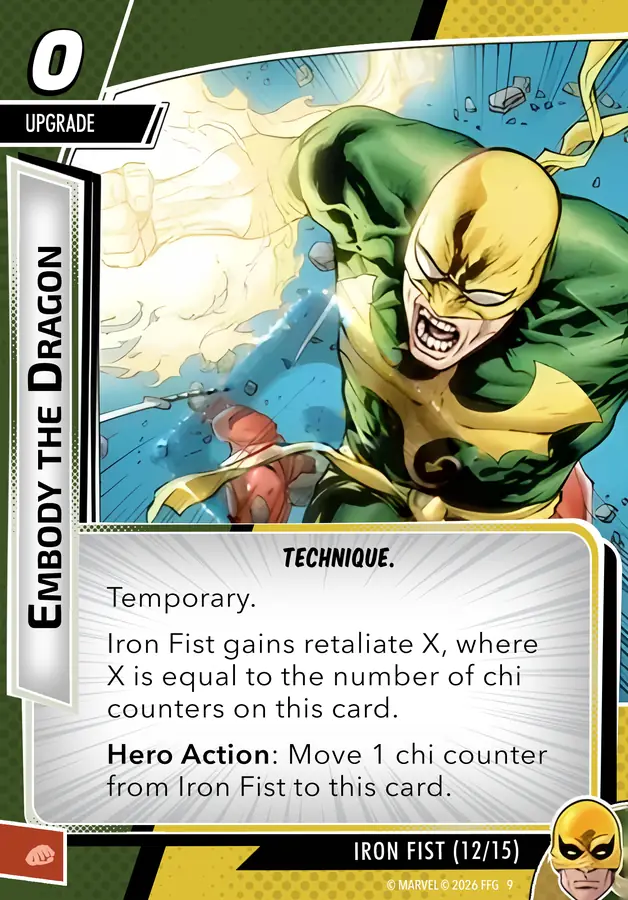 0
UPGRADE
EMBODY THE DRAGON
TECHNIQUE.
Temporary.
Iron Fist gains retaliate X, where
X is equal to the number of chi
counters on this card.
Hero Action: Move 1 chi counter
from Iron Fist to this card.
IRON FIST (12/15)
© MARVEL © 2026 FFG 9